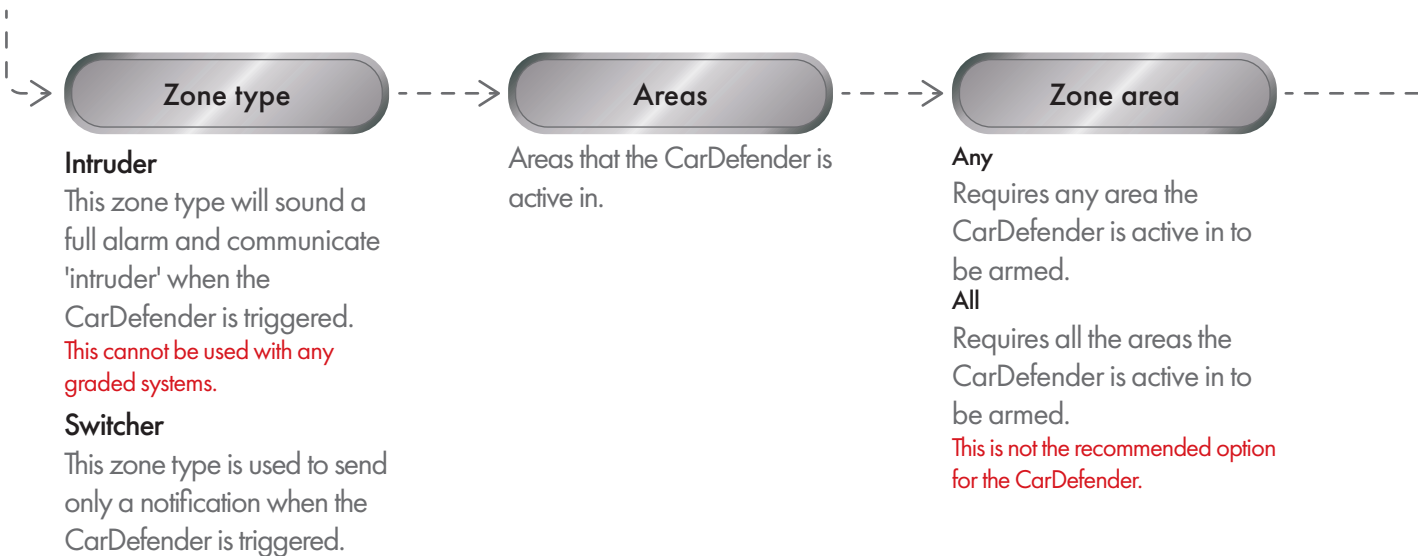 Zone type
Intruder
This zone type will sound a
full alarm and communicate
'intruder' when the
CarDefender is triggered.
This cannot be used with any
graded systems.
Switcher
This zone type is used to send
only a notification when the
CarDefender is triggered.
Areas
Areas that the CarDefender is
active in.
Zone area
Any
Requires any area the
CarDefender is active in to
be armed.
All
Requires all the areas the
CarDefender is active in to
be armed.
This is not the recommended option
for the CarDefender.